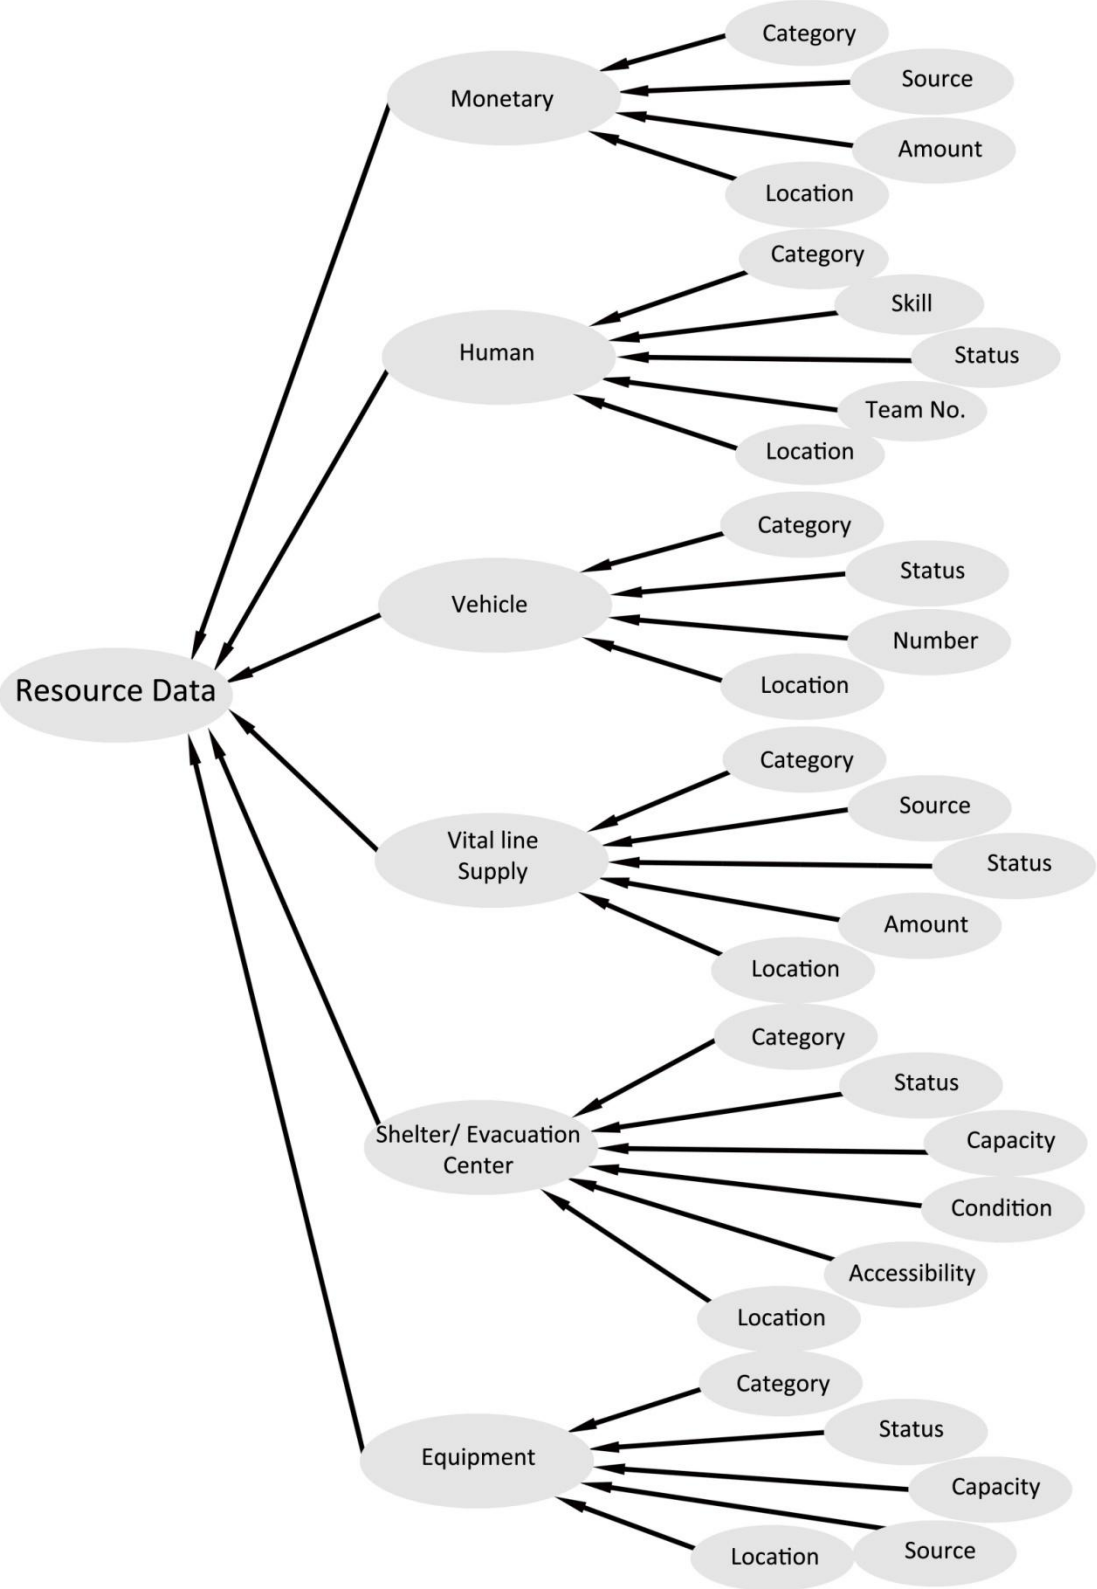 Category
Source
Monetary
Amount
Location
Category
Skill
Human
Status
Team No.
Location
Category
Status
Vehicle
Number
Location
Resource Data
Category
Source
Vital line
Supply
Status
Amount
Location
Category
Status
Shelter/ Evacuation
Center
Capacity
Condition
Accessibility
Location
Category
Status
Equipment
Capacity
Source
Location